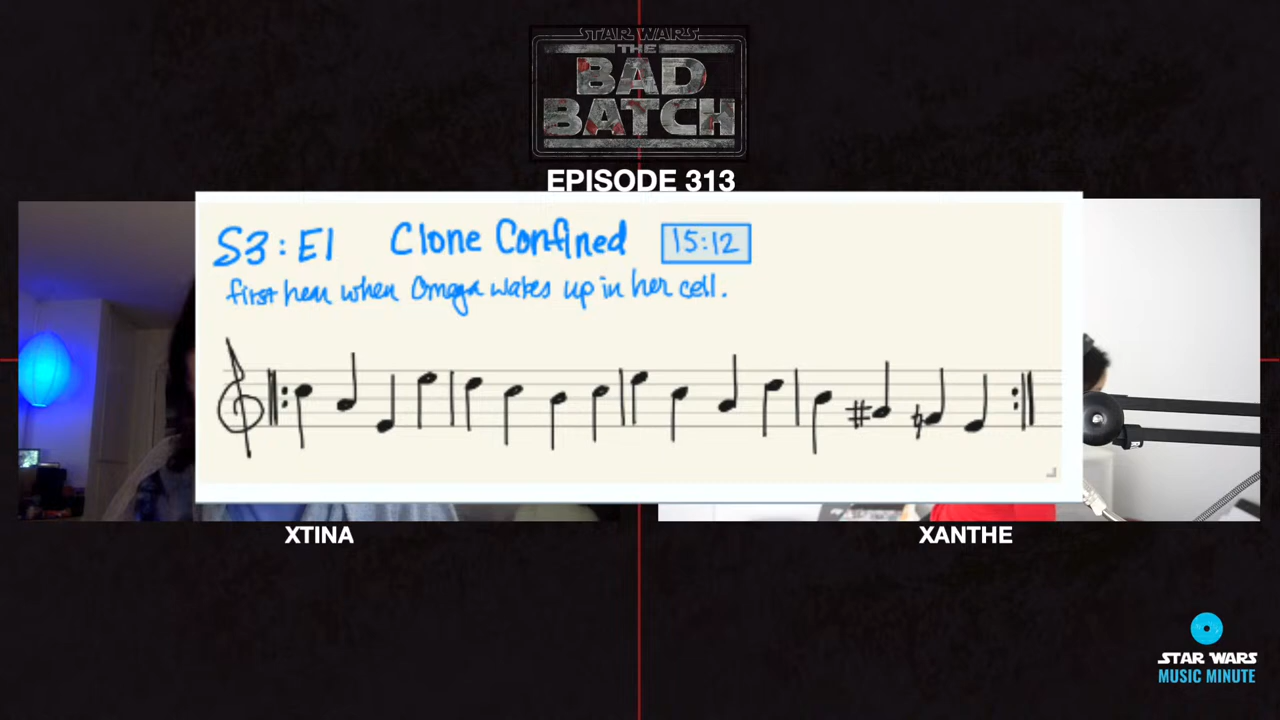 STAR WARS
THE
BAD
BATCH
EPISODE 313
S3: E1 Clone Confined 15:12
first hear when Omega wakes up in her cell.
XTINA
XANTHE
STAR WARS
MUSIC MINUTE